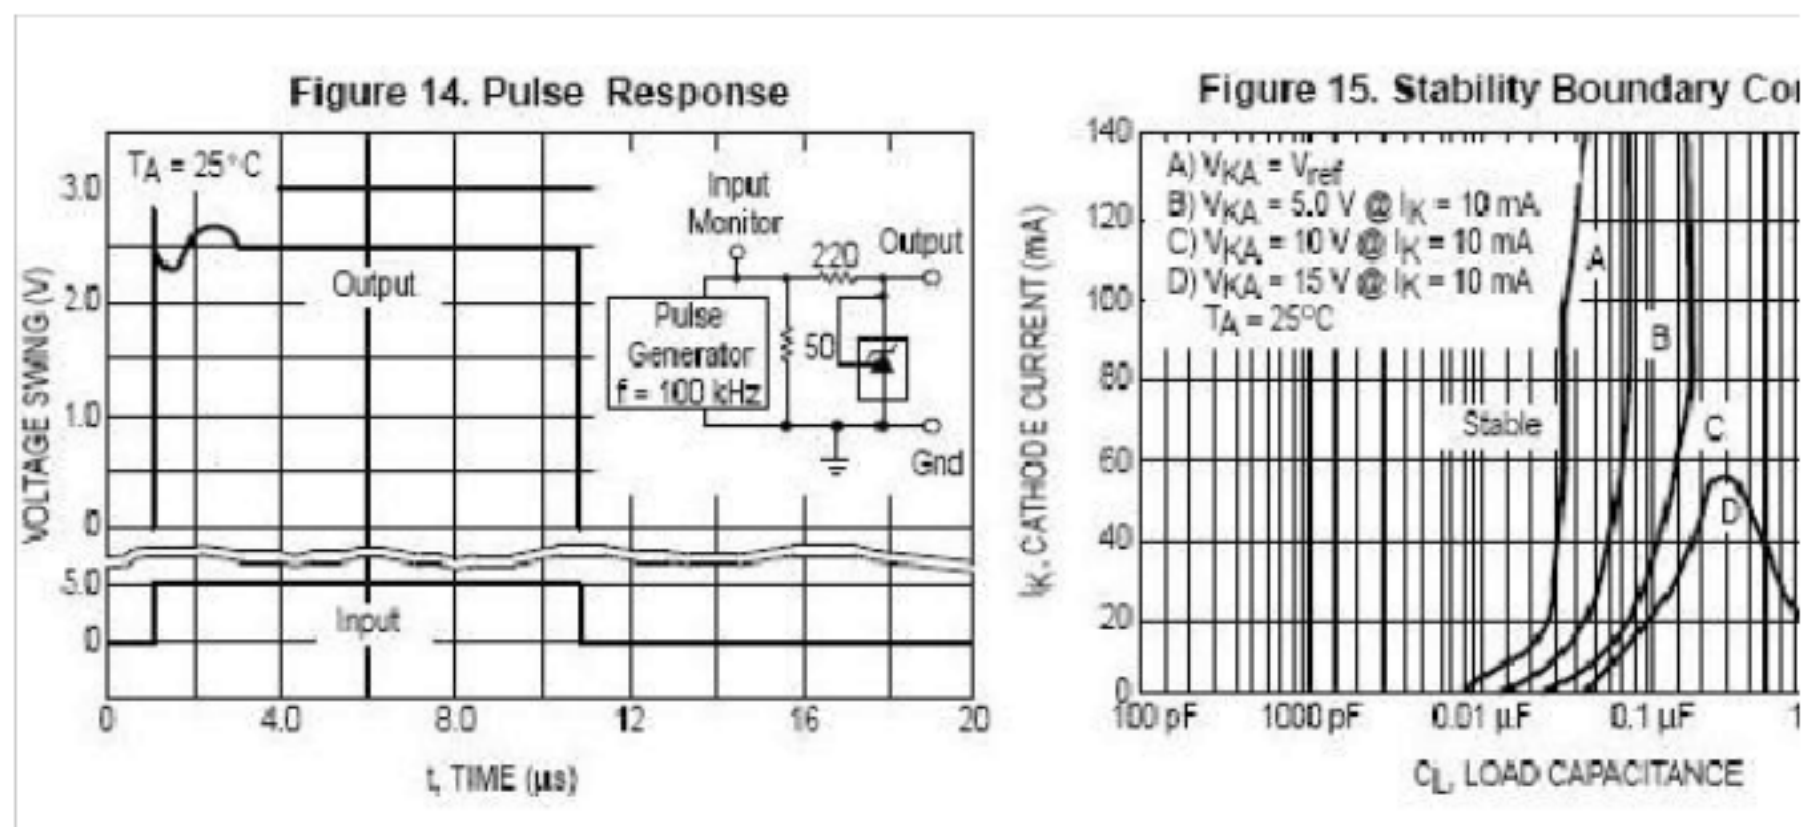 Figure 14. Pulse Response
TA = 25°C
3.0
2.0
1.0
0
5.0
0
VOLTAGE SWING (V)
Output
Input
Input
Monitor
220
Output
Pulse
Generator
f = 100 kHz
50
Gnd
0
4.0
8.0
12
16
20
t, TIME (µs)
Figure 15. Stability Boundary
140
120
100
80
60
40
20
0
IK, CATHODE CURRENT (mA)
A) VKA = Vref
B) VKA = 5.0 V @ IK = 10 mA
C) VKA = 10 V @ IK = 10 mA
D) VKA = 15 V @ IK = 10 mA
TA = 25°C
A
B
Stable
C
D
100 pF
1000 pF
0.01 µF
0.1 µF
CL, LOAD CAPACITANCE